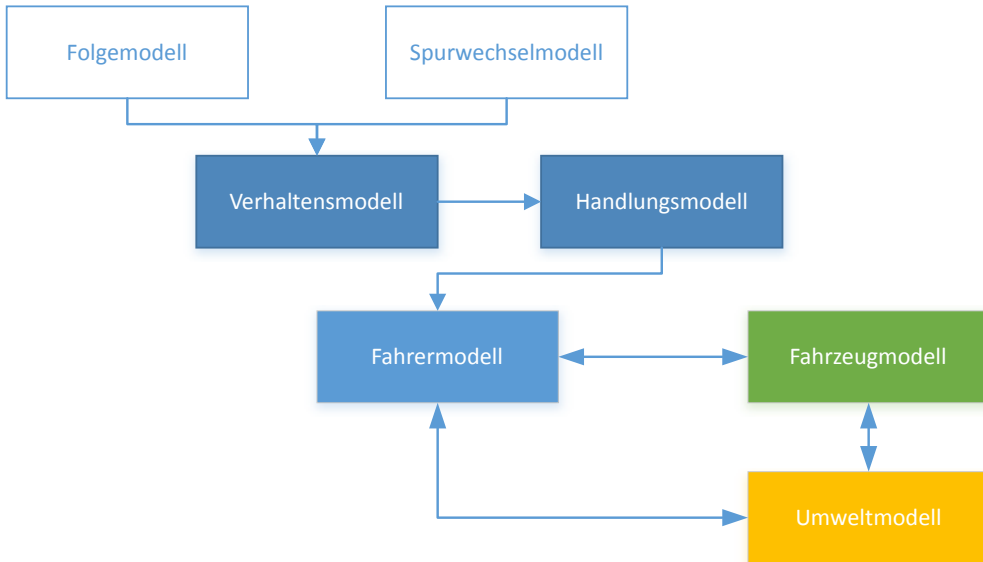 Folgemodell
Spurwechselmodell
Verhaltensmodell
Handlungsmodell
Fahrermodell
Fahrzeugmodell
Umweltmodell